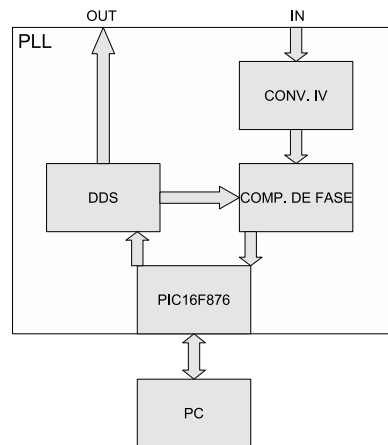 OUT
IN
PLL
CONV. IV
DDS
COMP. DE FASE
PIC16F876
PC